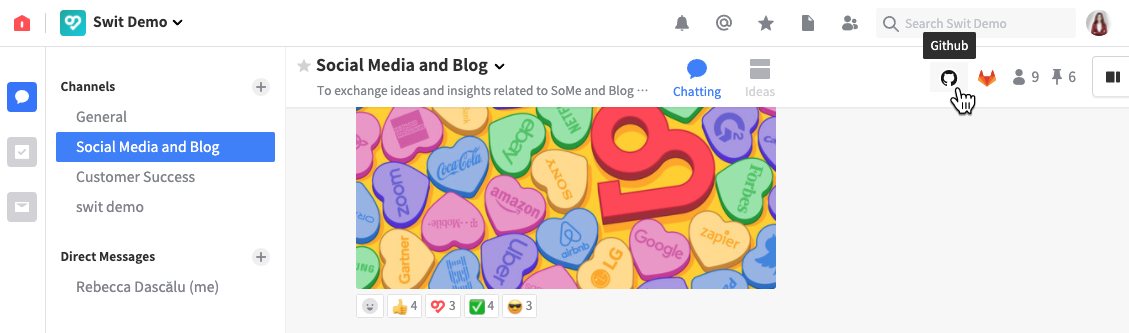 Swit Demo
Search Swit Demo
Github
Channels
General
Social Media and Blog
Customer Success
swit demo
Direct Messages
Rebecca Dascălu (me)
Social Media and Blog
To exchange ideas and insights related to SoMe and Blog ···
Chatting
Ideas
9
6
NETFLIX
ebay
G2
Coca-Cola
SONY
zoom
Forbes
amazon
T-Mobile
airbnb
Google
zapier
Gartner
Uber
LG
4
3
4
3